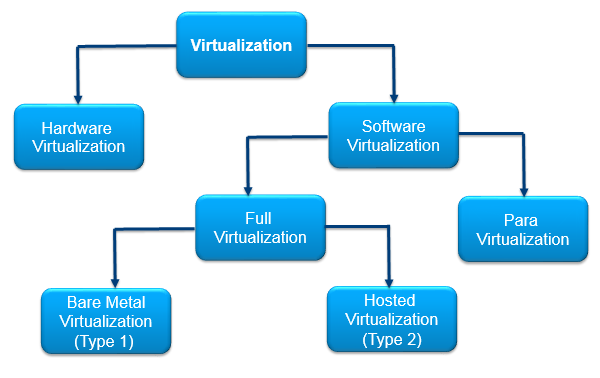 Virtualization
Hardware
Virtualization
Software
Virtualization
Full
Virtualization
Para
Virtualization
Bare Metal
Virtualization
(Type 1)
Hosted
Virtualization
(Type 2)